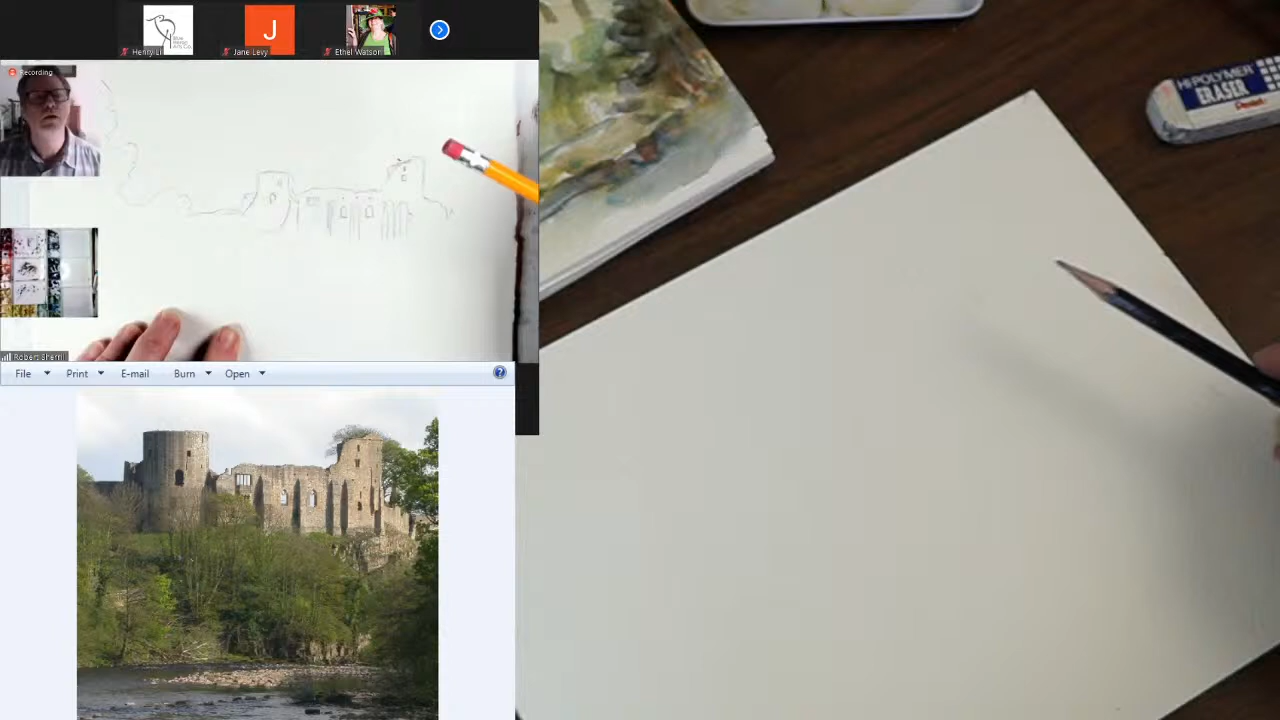 Henry Li
Jane Levy
Ethel Watson
J
Recording
Robert Sherrill
File
Print
E-mail
Burn
Open
?
HI-POLYMER
ERASER
Pentel